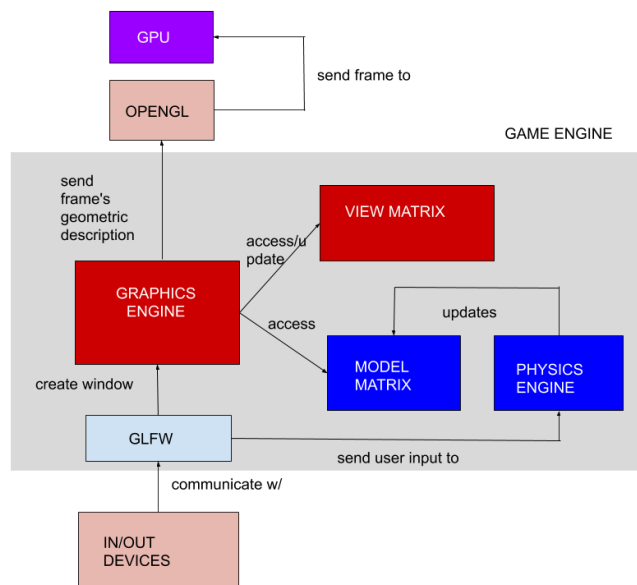 GPU
send frame to
OPENGL
GAME ENGINE
send
frame's
geometric
description
VIEW MATRIX
access/u
pdate
GRAPHICS
ENGINE
updates
access
MODEL
MATRIX
PHYSICS
ENGINE
create window
GLFW
send user input to
communicate w/
IN/OUT
DEVICES